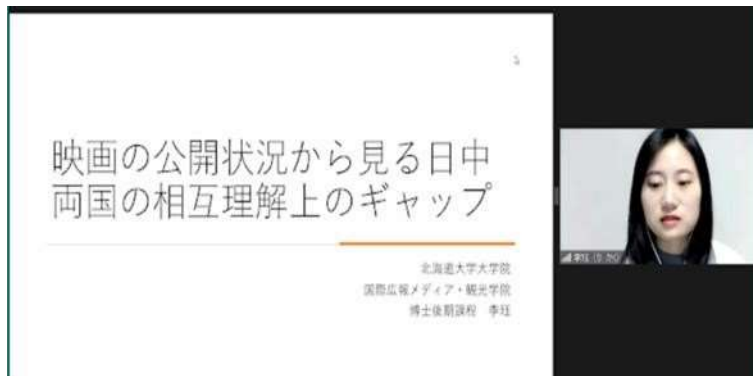 映画の公開状況から見る日中
両国の相互理解上のギャップ
北海道大学大学院
国際広報メディア・観光学院
博士後期課程 李珏